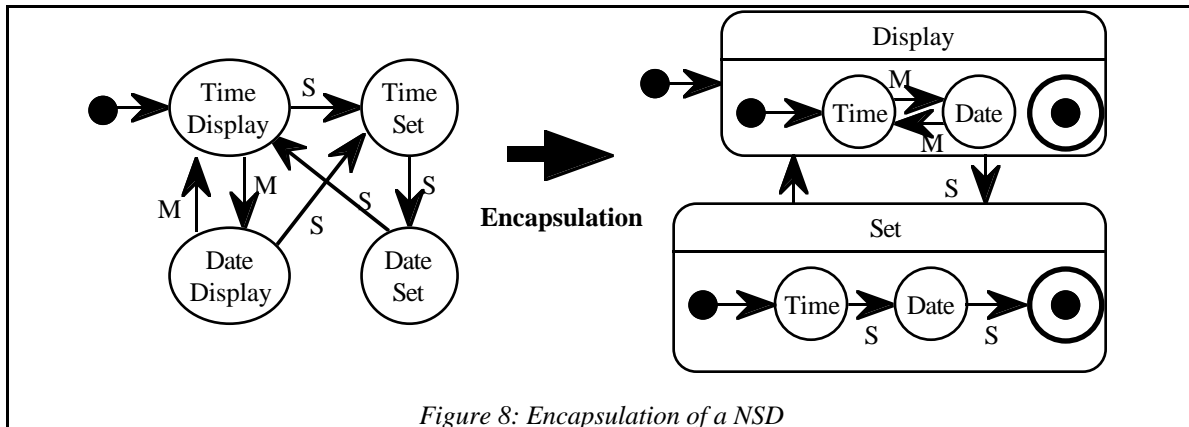 Time
Display
S
Time
Set
M
M
S
S
S
Date
Display
Date
Set
Encapsulation
Display
Time
M
Date
M
S
Set
Time
S
Date
S
Figure 8: Encapsulation of a NSD